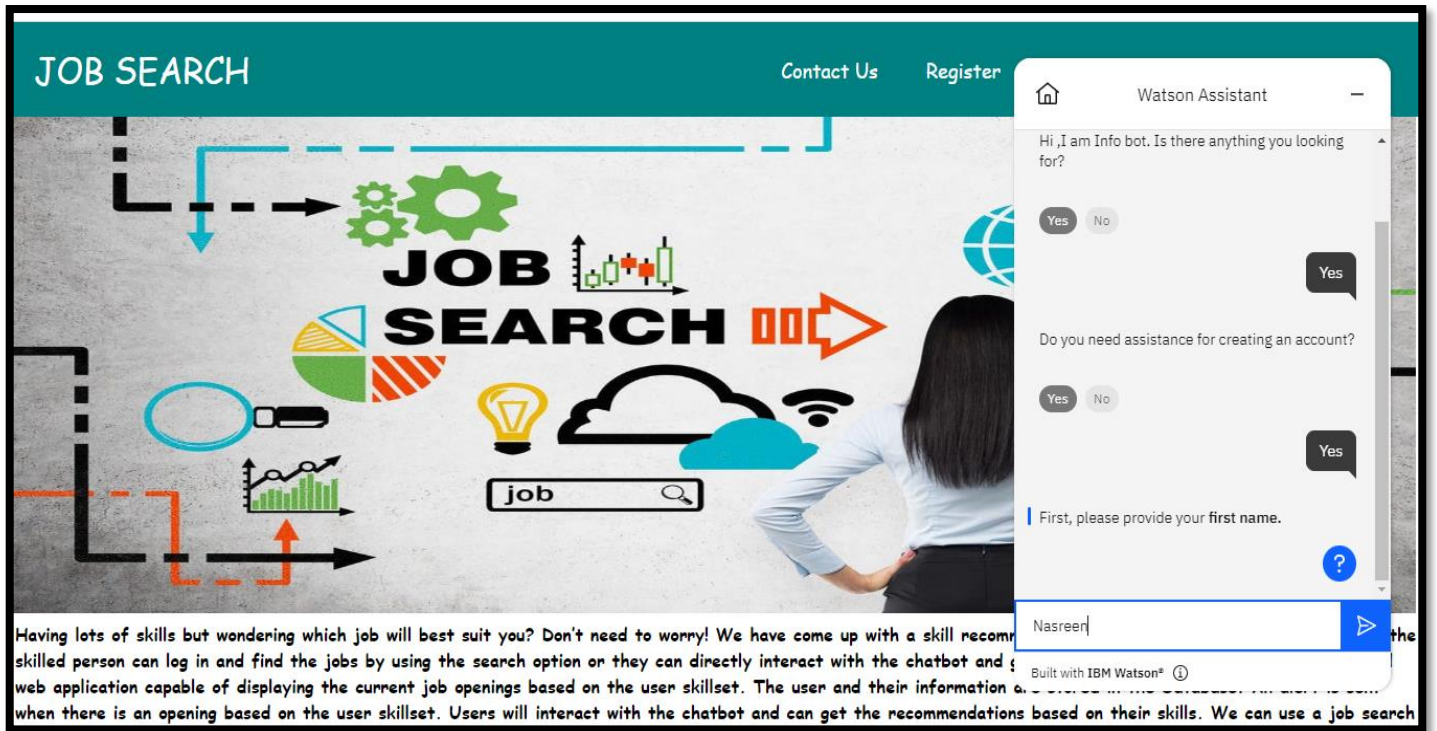 JOB SEARCH
Contact Us
Register
JOB
SEARCH
job
Watson Assistant
Hi ,I am Info bot. Is there anything you looking
for?
Yes No
Yes
Do you need assistance for creating an account?
Yes No
Yes
First, please provide your first name.
?
Nasreen
Built with IBM Watson®
Having lots of skills but wondering which job will best suit you? Don't need to worry! We have come up with a skill the
skilled person can log in and find the jobs by using the search option or they can directly interact with the chatbot and
web application capable of displaying the current job openings based on the user skillset. The user and their information
when there is an opening based on the user skillset. Users will interact with the chatbot and can get the recommendations based on their skills. We can use a job search